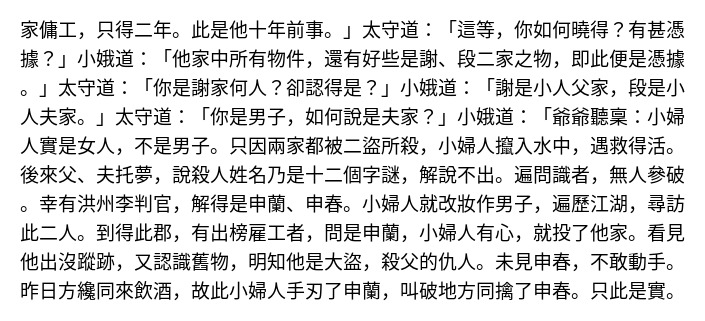 家傭工，只得二年。此是他十年前事。」太守道：「這等，你如何曉得？有甚憑
據？」小娥道：「他家中所有物件，還有好些是謝、段二家之物，即此便是憑據
。」太守道：「你是謝家何人？卻認得是？」小娥道：「謝是小人父家，段是小
人夫家。」太守道：「你是男子，如何說是夫家？」小娥道：「爺爺聽稟：小婦
人實是女人，不是男子。只因兩家都被二盜所殺，小婦人攛入水中，遇救得活。
後來父、夫托夢，說殺人姓名乃是十二個字謎，解說不出。遍問識者，無人參破
。幸有洪州李判官，解得是申蘭、申春。小婦人就改妝作男子，遍歷江湖，尋訪
此二人。到得此郡，有出榜雇工者，問是申蘭，小婦人有心，就投了他家。看見
他出沒蹤跡，又認識舊物，明知他是大盜，殺父的仇人。未見申春，不敢動手。
昨日方纔同來飲酒，故此小婦人手刃了申蘭，叫破地方同擒了申春。只此是實。